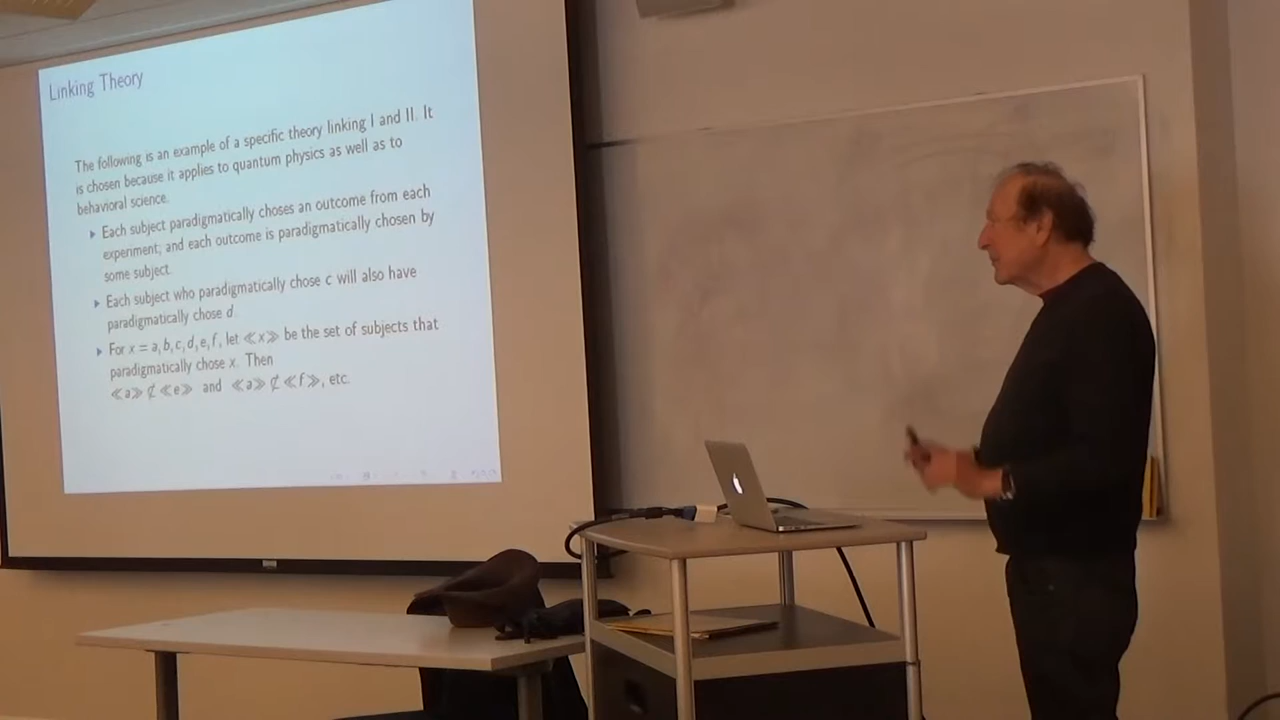 Linking Theory
The following is an example of a specific theory linking I and II. It
is chosen because it applies to quantum physics as well as to
behavioral science.
Each subject paradigmatically choses an outcome from each
experiment; and each outcome is paradigmatically chosen by
some subject.
Each subject who paradigmatically chose c will also have
paradigmatically chose d.
For x = a, b, c, d, e, f, let ≪x≫ be the set of subjects that
paradigmatically chose x. Then
≪a≫ ⊄ ≪e≫ and ≪a≫ ⊄ ≪f≫, etc.